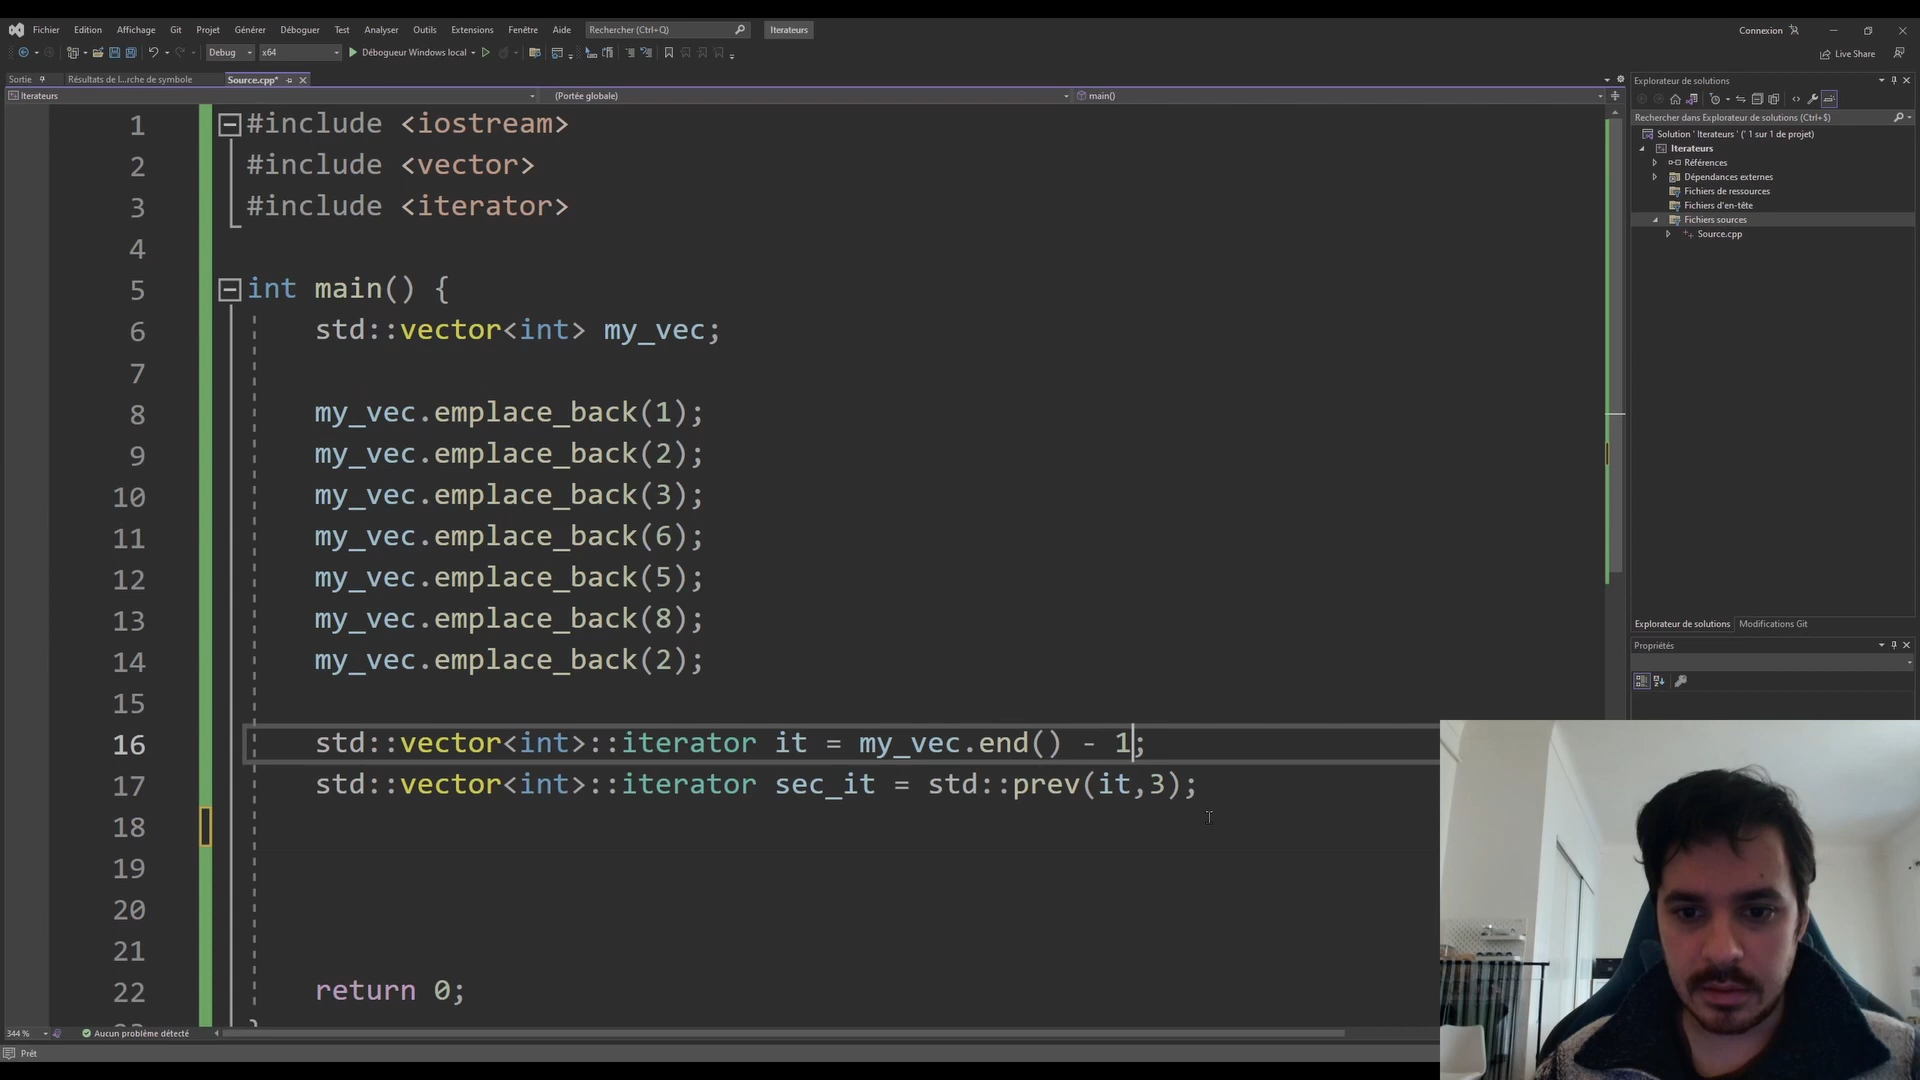 Fichier Edition Affichage Git Projet Générer Déboguer Test Analyser Outils Extensions Fenêtre Aide Rechercher (Ctrl+Q) Iterateurs Connexion
Debug x64 Débogueur Windows local Live Share
Sortie Résultats de l...rche de symbole Source.cpp*
Iterateurs (Portée globale) main()
1 #include <iostream>
2 #include <vector>
3 #include <iterator>
4
5 int main() {
6 std::vector<int> my_vec;
7
8 my_vec.emplace_back(1);
9 my_vec.emplace_back(2);
10 my_vec.emplace_back(3);
11 my_vec.emplace_back(6);
12 my_vec.emplace_back(5);
13 my_vec.emplace_back(8);
14 my_vec.emplace_back(2);
15
16 std::vector<int>::iterator it = my_vec.end() - 1;
17 std::vector<int>::iterator sec_it = std::prev(it,3);
18
19
20
21
22 return 0;
344 % Aucun problème détecté
Prêt
Explorateur de solutions
Rechercher dans Explorateur de solutions (Ctrl+$)
Solution ' Iterateurs ' (' 1 sur 1 de projet)
Iterateurs
Références
Dépendances externes
Fichiers de ressources
Fichiers d'en-tête
Fichiers sources
Source.cpp
Explorateur de solutions Modifications Git
Propriétés